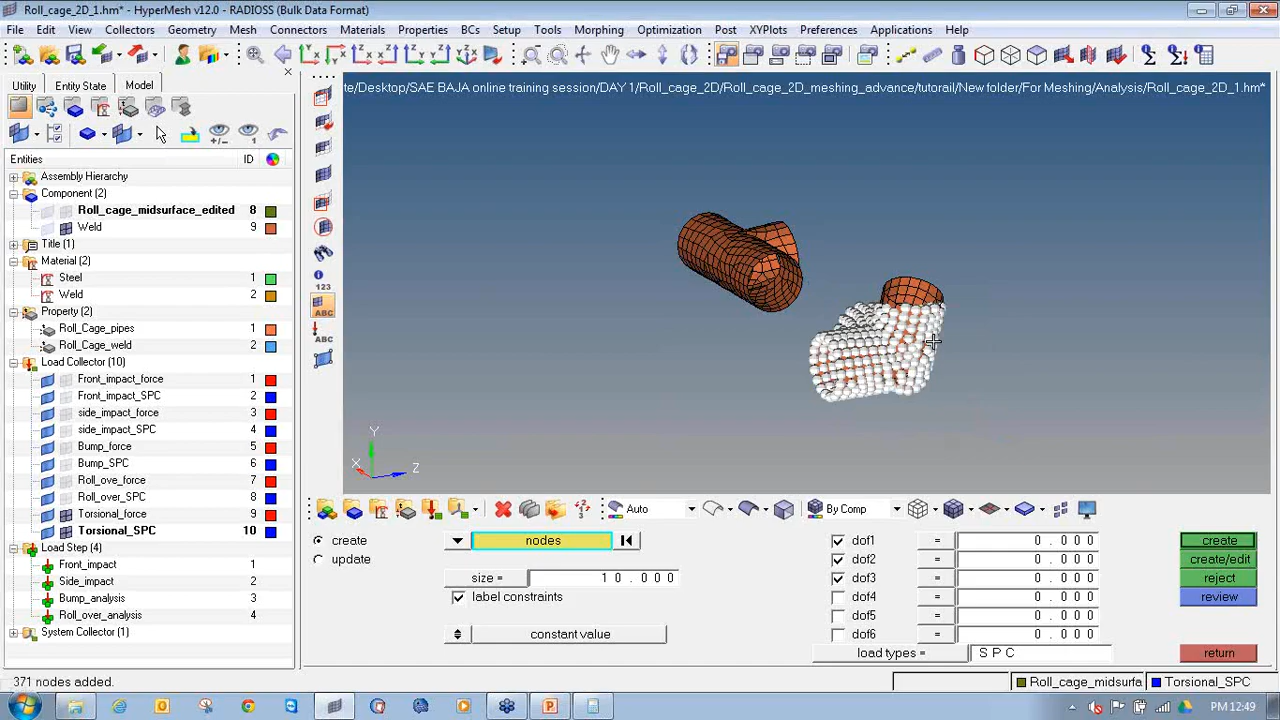 Roll_cage_2D_1.hm* - HyperMesh v12.0 - RADIOSS (Bulk Data Format)
File Edit View Collectors Geometry Mesh Connectors Materials Properties BCs Setup Tools Morphing Optimization Post XYPlots Preferences Applications Help
Utility Entity State Model
te/Desktop/SAE BAJA online training session/DAY 1/Roll_cage_2D/Roll_cage_2D_meshing_advance/tutorail/New folder/For Meshing/Analysis/Roll_cage_2D_1.hm*
Entities ID
Assembly Hierarchy
Component (2)
Roll_cage_midsurface_edited 8
Weld 9
Title (1)
Material (2)
Steel 1
Weld 2
Property (2)
Roll_Cage_pipes 1
Roll_Cage_weld 2
Load Collector (10)
Front_impact_force 1
Front_impact_SPC 2
side_impact_force 3
side_impact_SPC 4
Bump_force 5
Bump_SPC 6
Roll_ove_force 7
Roll_over_SPC 8
Torsional_force 9
Torsional_SPC 10
Load Step (4)
Front_impact 1
Side_impact 2
Bump_analysis 3
Roll_over_analysis 4
System Collector (1)
123
ABC
ABC
Y
X
Z
Auto By Comp
create nodes dof1 = 0.000 create
update dof2 = 0.000 create/edit
size = 10.000 dof3 = 0.000 reject
label constraints dof4 = 0.000 review
dof5 = 0.000
constant value dof6 = 0.000
load types = SPC return
371 nodes added. Roll_cage_midsurfa Torsional_SPC
PM 12:49